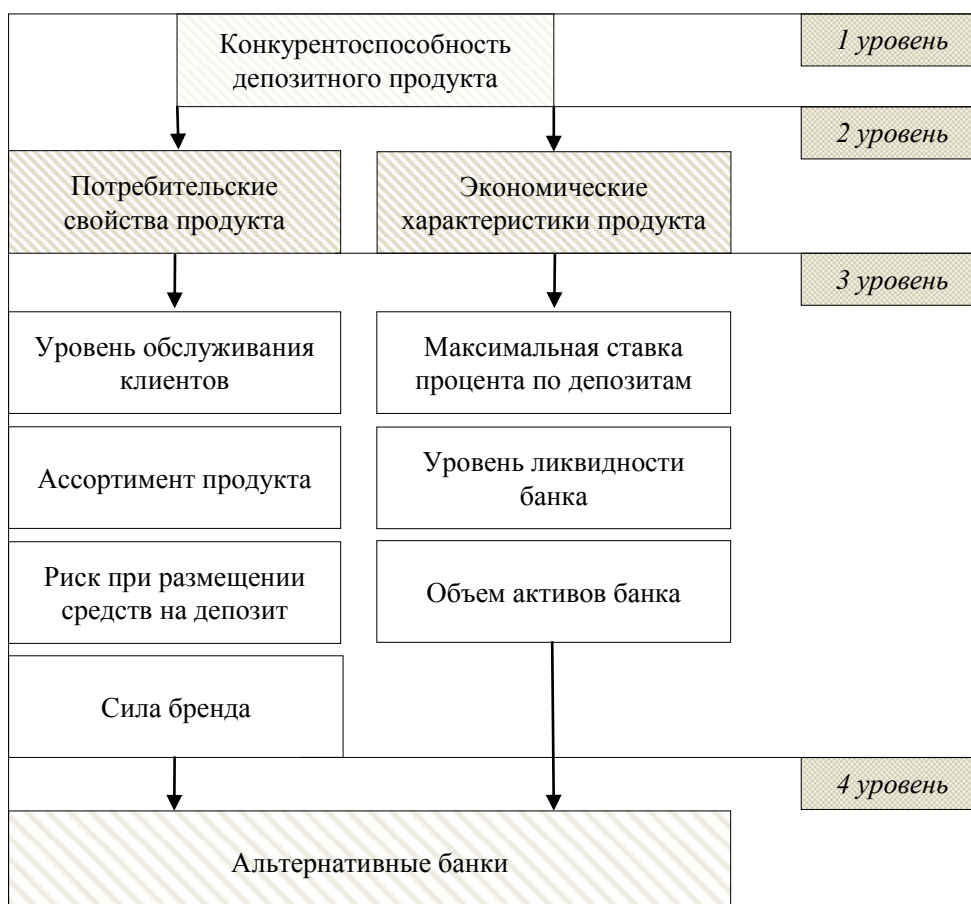 Конкурентоспособность
депозитного продукта
1 уровень
2 уровень
Потребительские
свойства продукта
Экономические
характеристики продукта
3 уровень
Уровень обслуживания
клиентов
Максимальная ставка
процента по депозитам
Ассортимент продукта
Уровень ликвидности
банка
Риск при размещении
средств на депозит
Объем активов банка
Сила бренда
4 уровень
Альтернативные банки